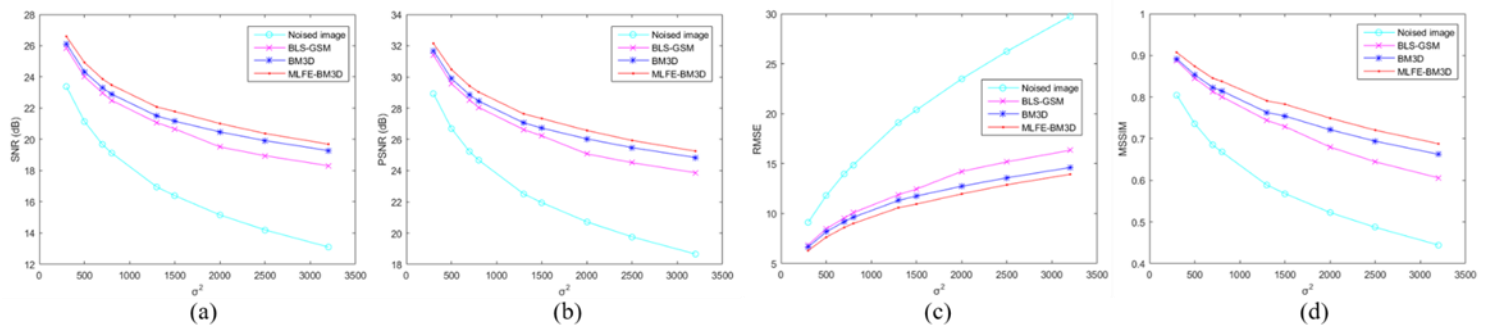 28
26
24
22
20
18
16
14
12
SNR (dB)
0 500 1000 1500 2000 2500 3000 3500
σ²
Noised image
BLS-GSM
BM3D
MLFE-BM3D
(a)
34
32
30
28
26
24
22
20
18
PSNR (dB)
0 500 1000 1500 2000 2500 3000 3500
σ²
Noised image
BLS-GSM
BM3D
MLFE-BM3D
(b)
30
25
20
15
10
5
RMSE
0 500 1000 1500 2000 2500 3000 3500
σ²
Noised image
BLS-GSM
BM3D
MLFE-BM3D
(c)
1
0.9
0.8
0.7
0.6
0.5
0.4
MSSIM
0 500 1000 1500 2000 2500 3000 3500
σ²
Noised image
BLS-GSM
BM3D
MLFE-BM3D
(d)